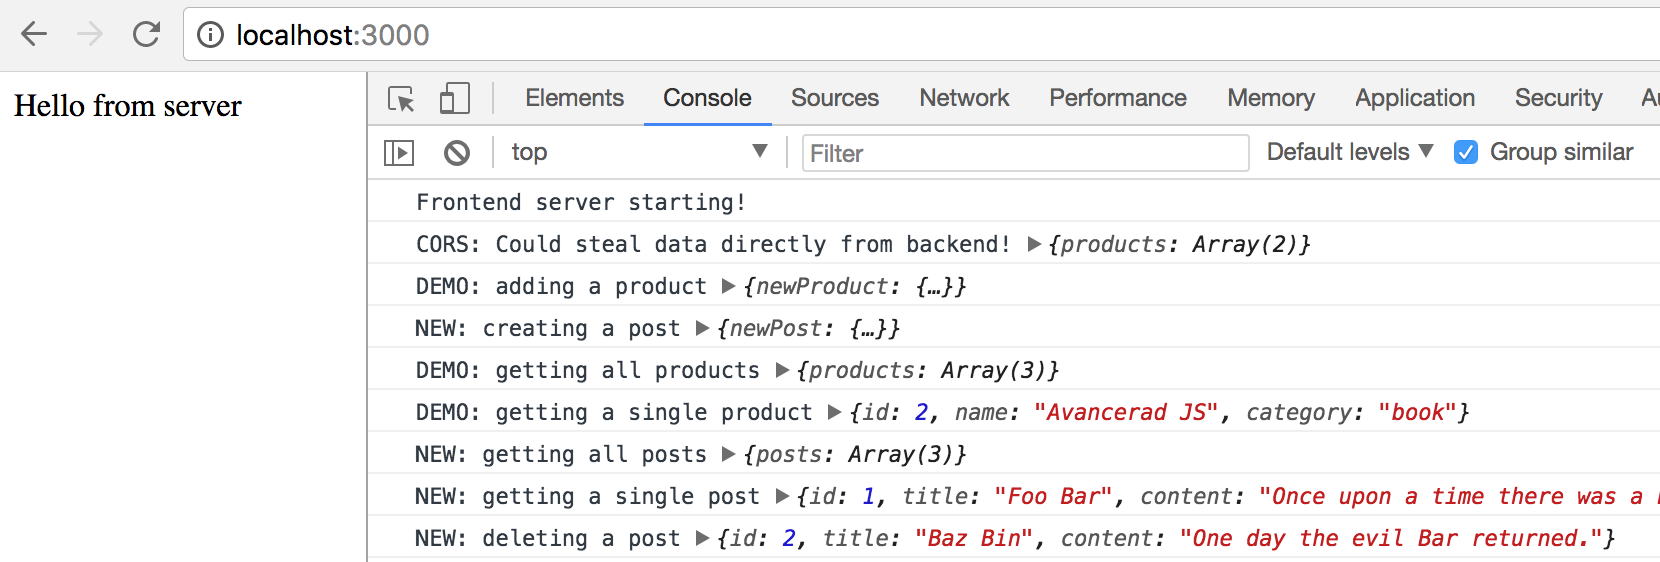 localhost:3000
Hello from server
Elements Console Sources Network Performance Memory Application Security
top Filter Default levels Group similar
Frontend server starting!
CORS: Could steal data directly from backend! ▶{products: Array(2)}
DEMO: adding a product ▶{newProduct: {…}}
NEW: creating a post ▶{newPost: {…}}
DEMO: getting all products ▶{products: Array(3)}
DEMO: getting a single product ▶{id: 2, name: "Avancerad JS", category: "book"}
NEW: getting all posts ▶{posts: Array(3)}
NEW: getting a single post ▶{id: 1, title: "Foo Bar", content: "Once upon a time there was a
NEW: deleting a post ▶{id: 2, title: "Baz Bin", content: "One day the evil Bar returned."}